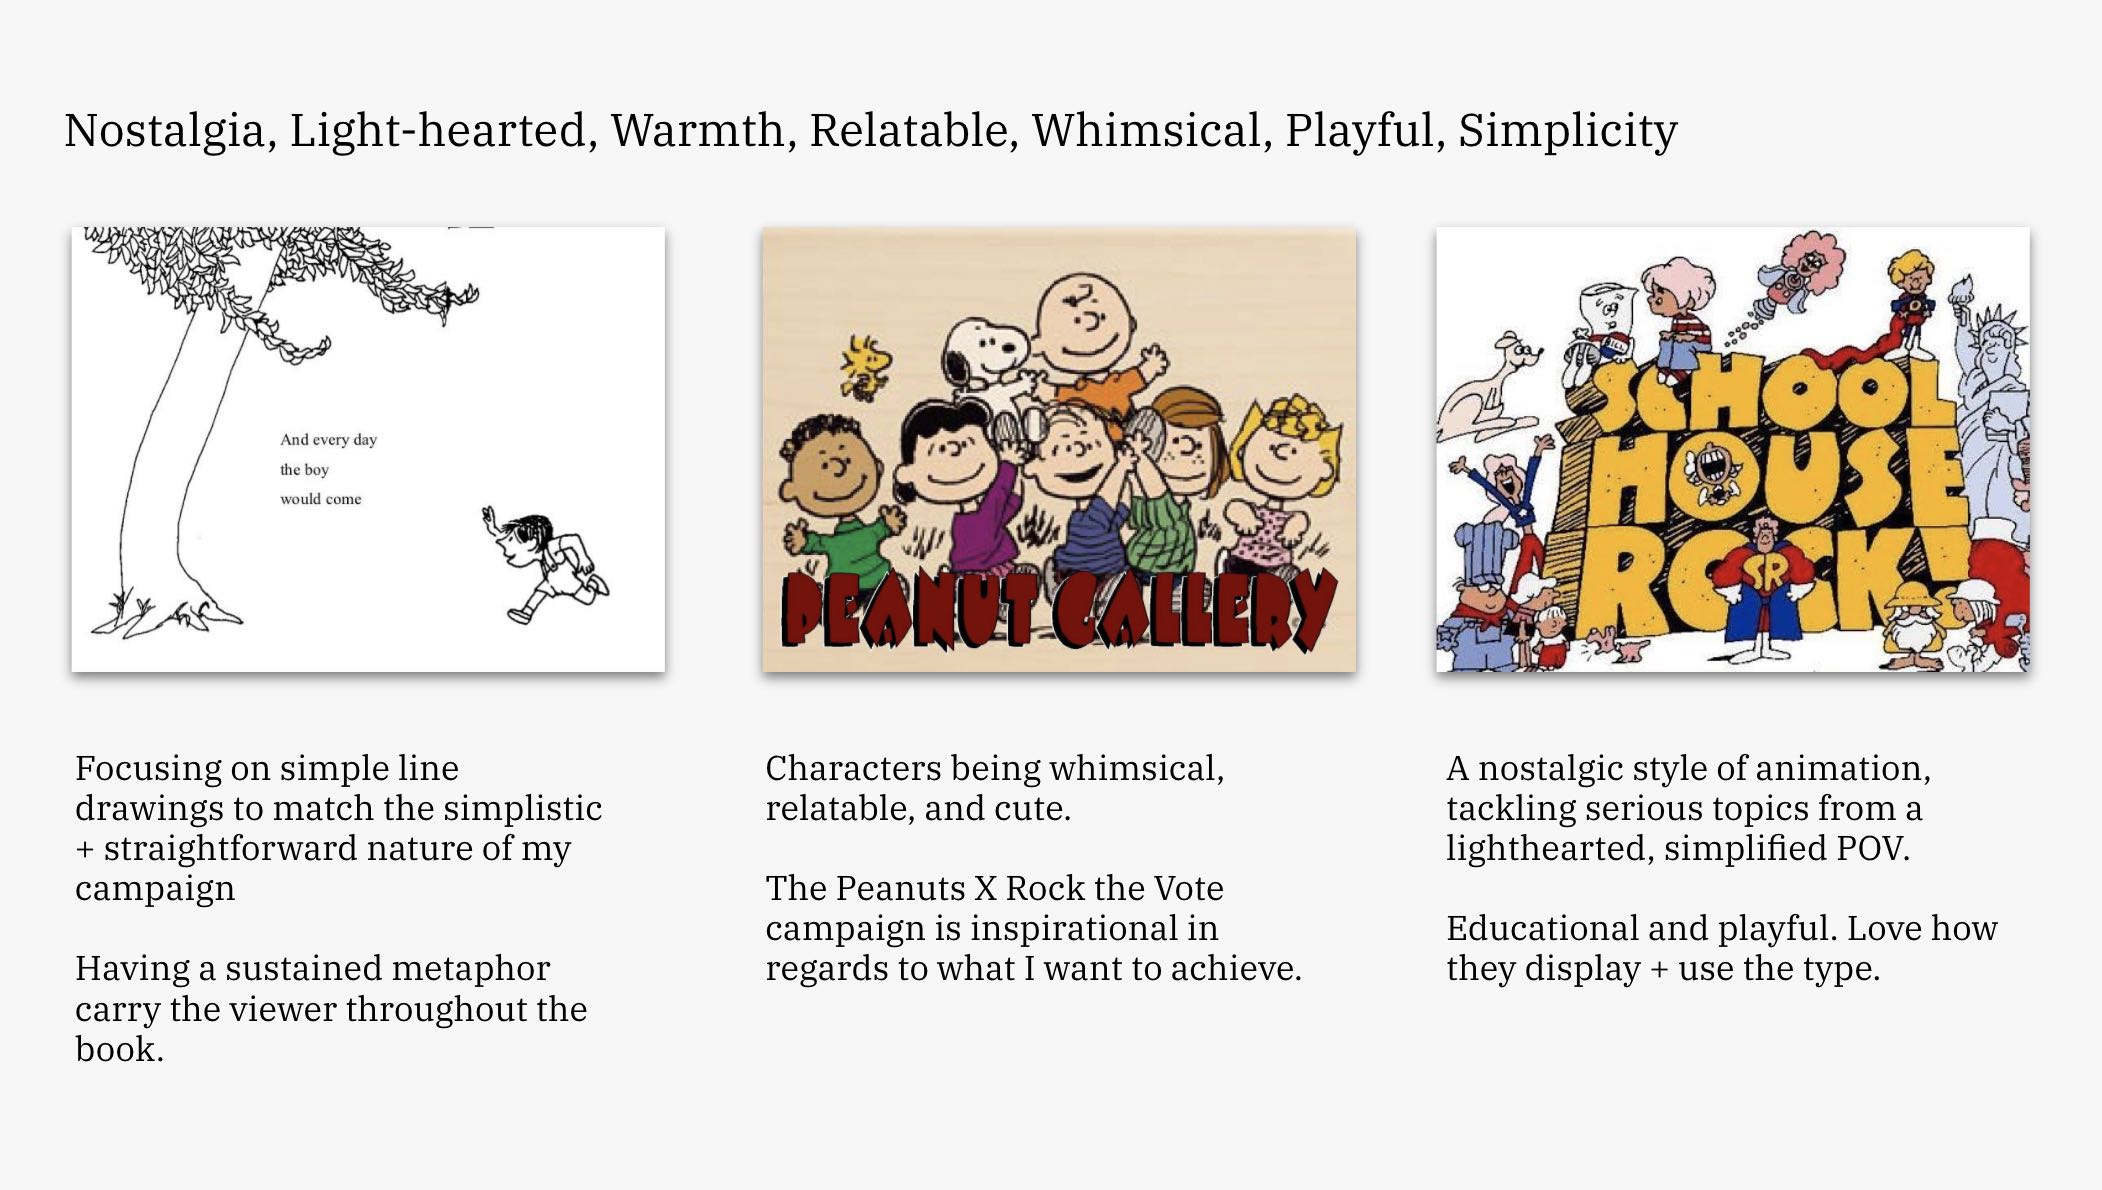 Nostalgia, Light-hearted, Warmth, Relatable, Whimsical, Playful, Simplicity
And every day
the boy
would come
PEANUT GALLERY
BILL
SCHOOL
HOUSE
ROCK!
SR
Focusing on simple line
drawings to match the simplistic
+ straightforward nature of my
campaign
Having a sustained metaphor
carry the viewer throughout the
book.
Characters being whimsical,
relatable, and cute.
The Peanuts X Rock the Vote
campaign is inspirational in
regards to what I want to achieve.
A nostalgic style of animation,
tackling serious topics from a
lighthearted, simplified POV.
Educational and playful. Love how
they display + use the type.